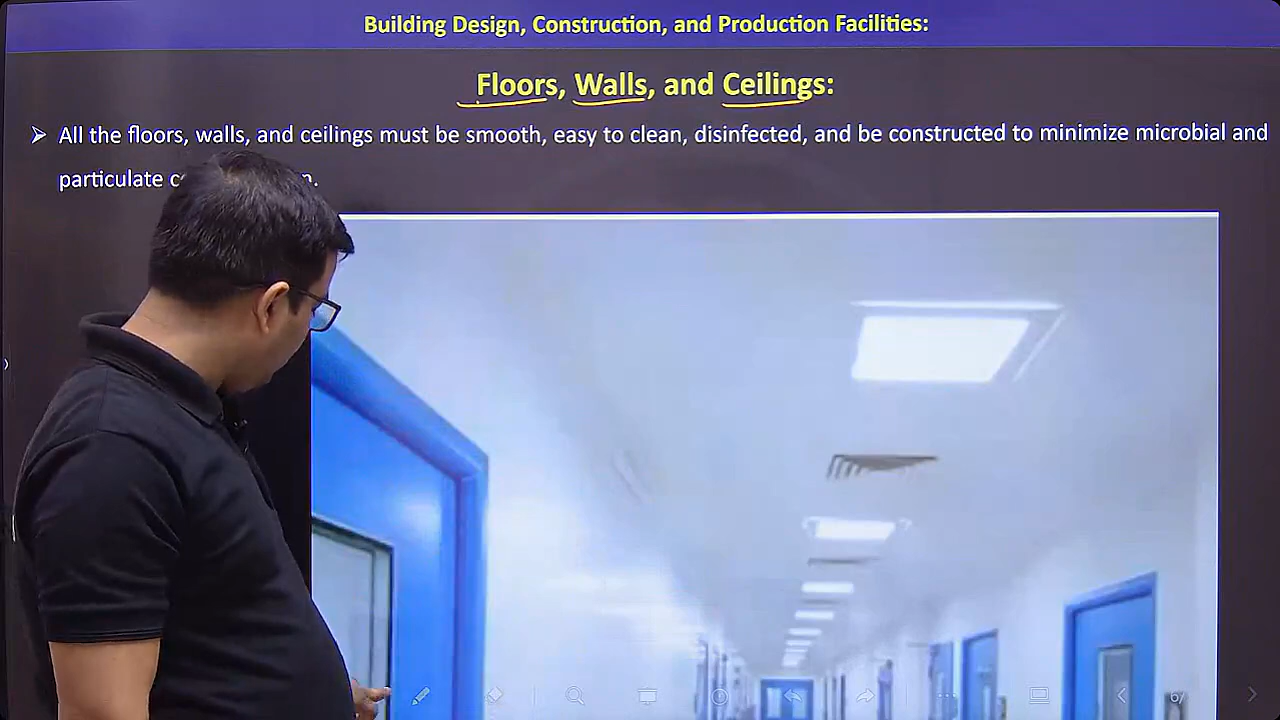 Building Design, Construction, and Production Facilities:
Floors, Walls, and Ceilings:
➤ All the floors, walls, and ceilings must be smooth, easy to clean, disinfected, and be constructed to minimize microbial and
particulate
67